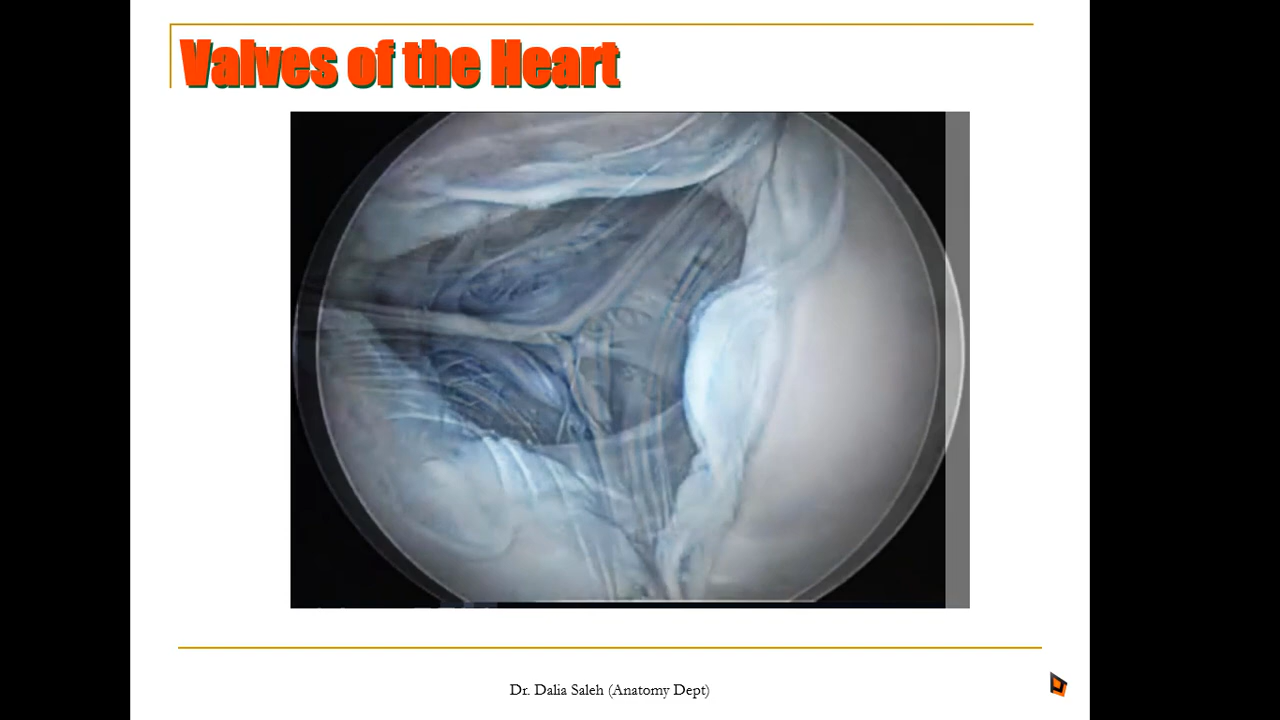 Valves of the Heart
Dr. Dalia Saleh (Anatomy Dept)